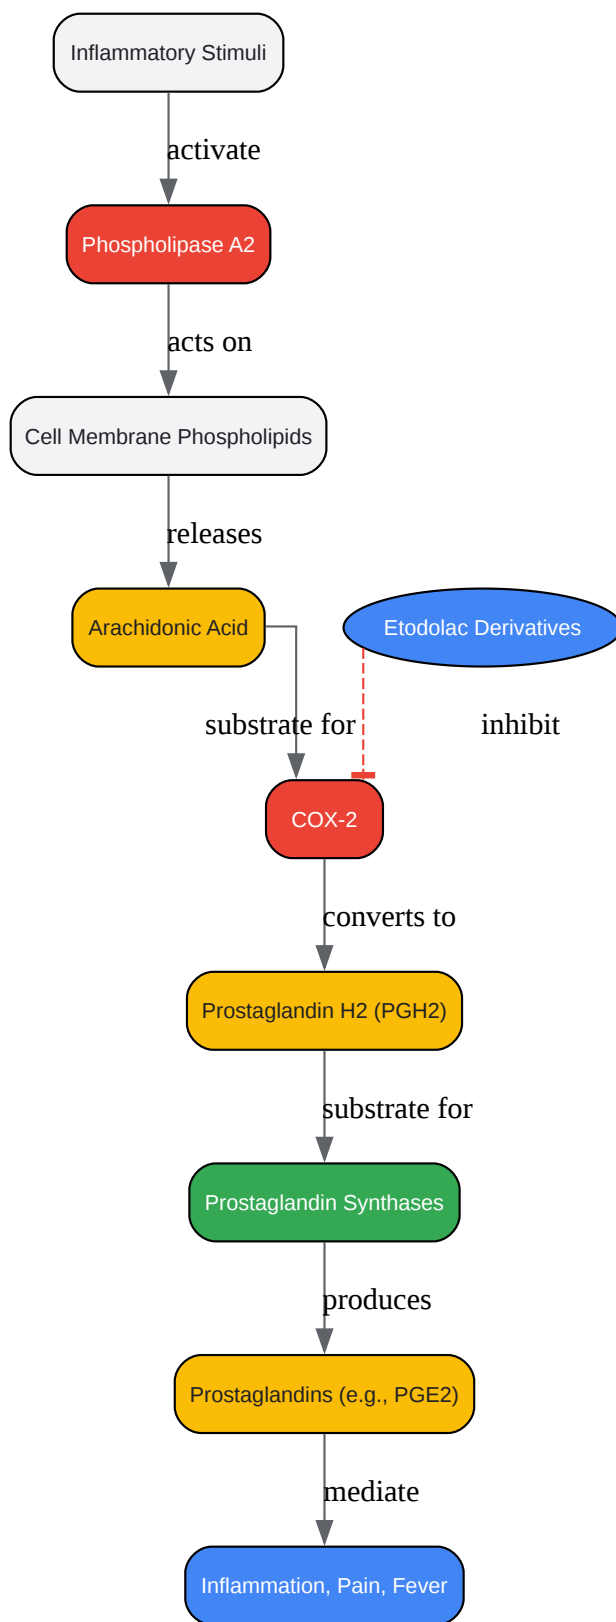 Inflammatory Stimuli
activate
Phospholipase A2
acts on
Cell Membrane Phospholipids
releases
Arachidonic Acid
Etodolac Derivatives
substrate for
inhibit
COX-2
converts to
Prostaglandin H2 (PGH2)
substrate for
Prostaglandin Synthases
produces
Prostaglandins (e.g., PGE2)
mediate
Inflammation, Pain, Fever